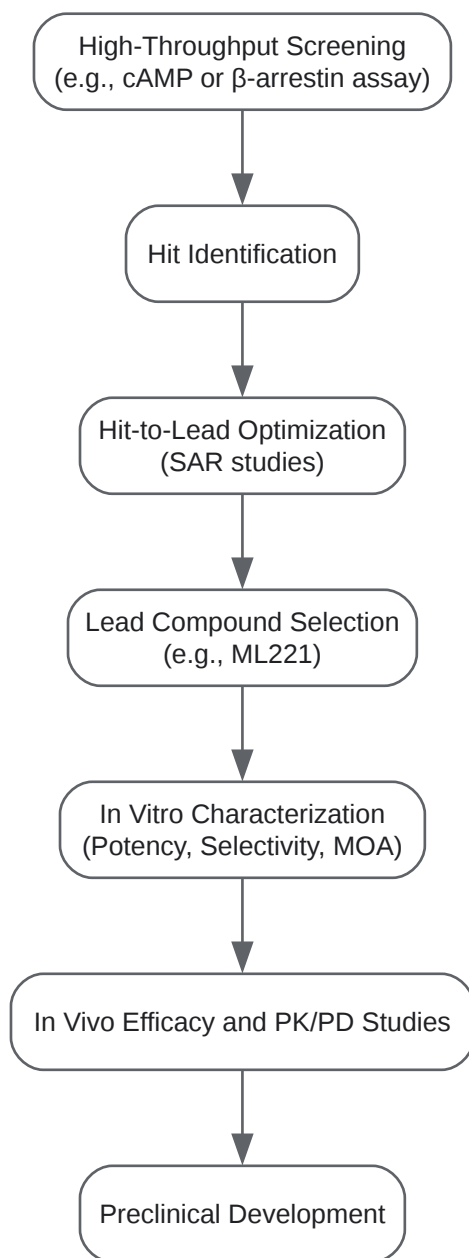 High-Throughput Screening
(e.g., cAMP or β-arrestin assay)
Hit Identification
Hit-to-Lead Optimization
(SAR studies)
Lead Compound Selection
(e.g., ML221)
In Vitro Characterization
(Potency, Selectivity, MOA)
In Vivo Efficacy and PK/PD Studies
Preclinical Development